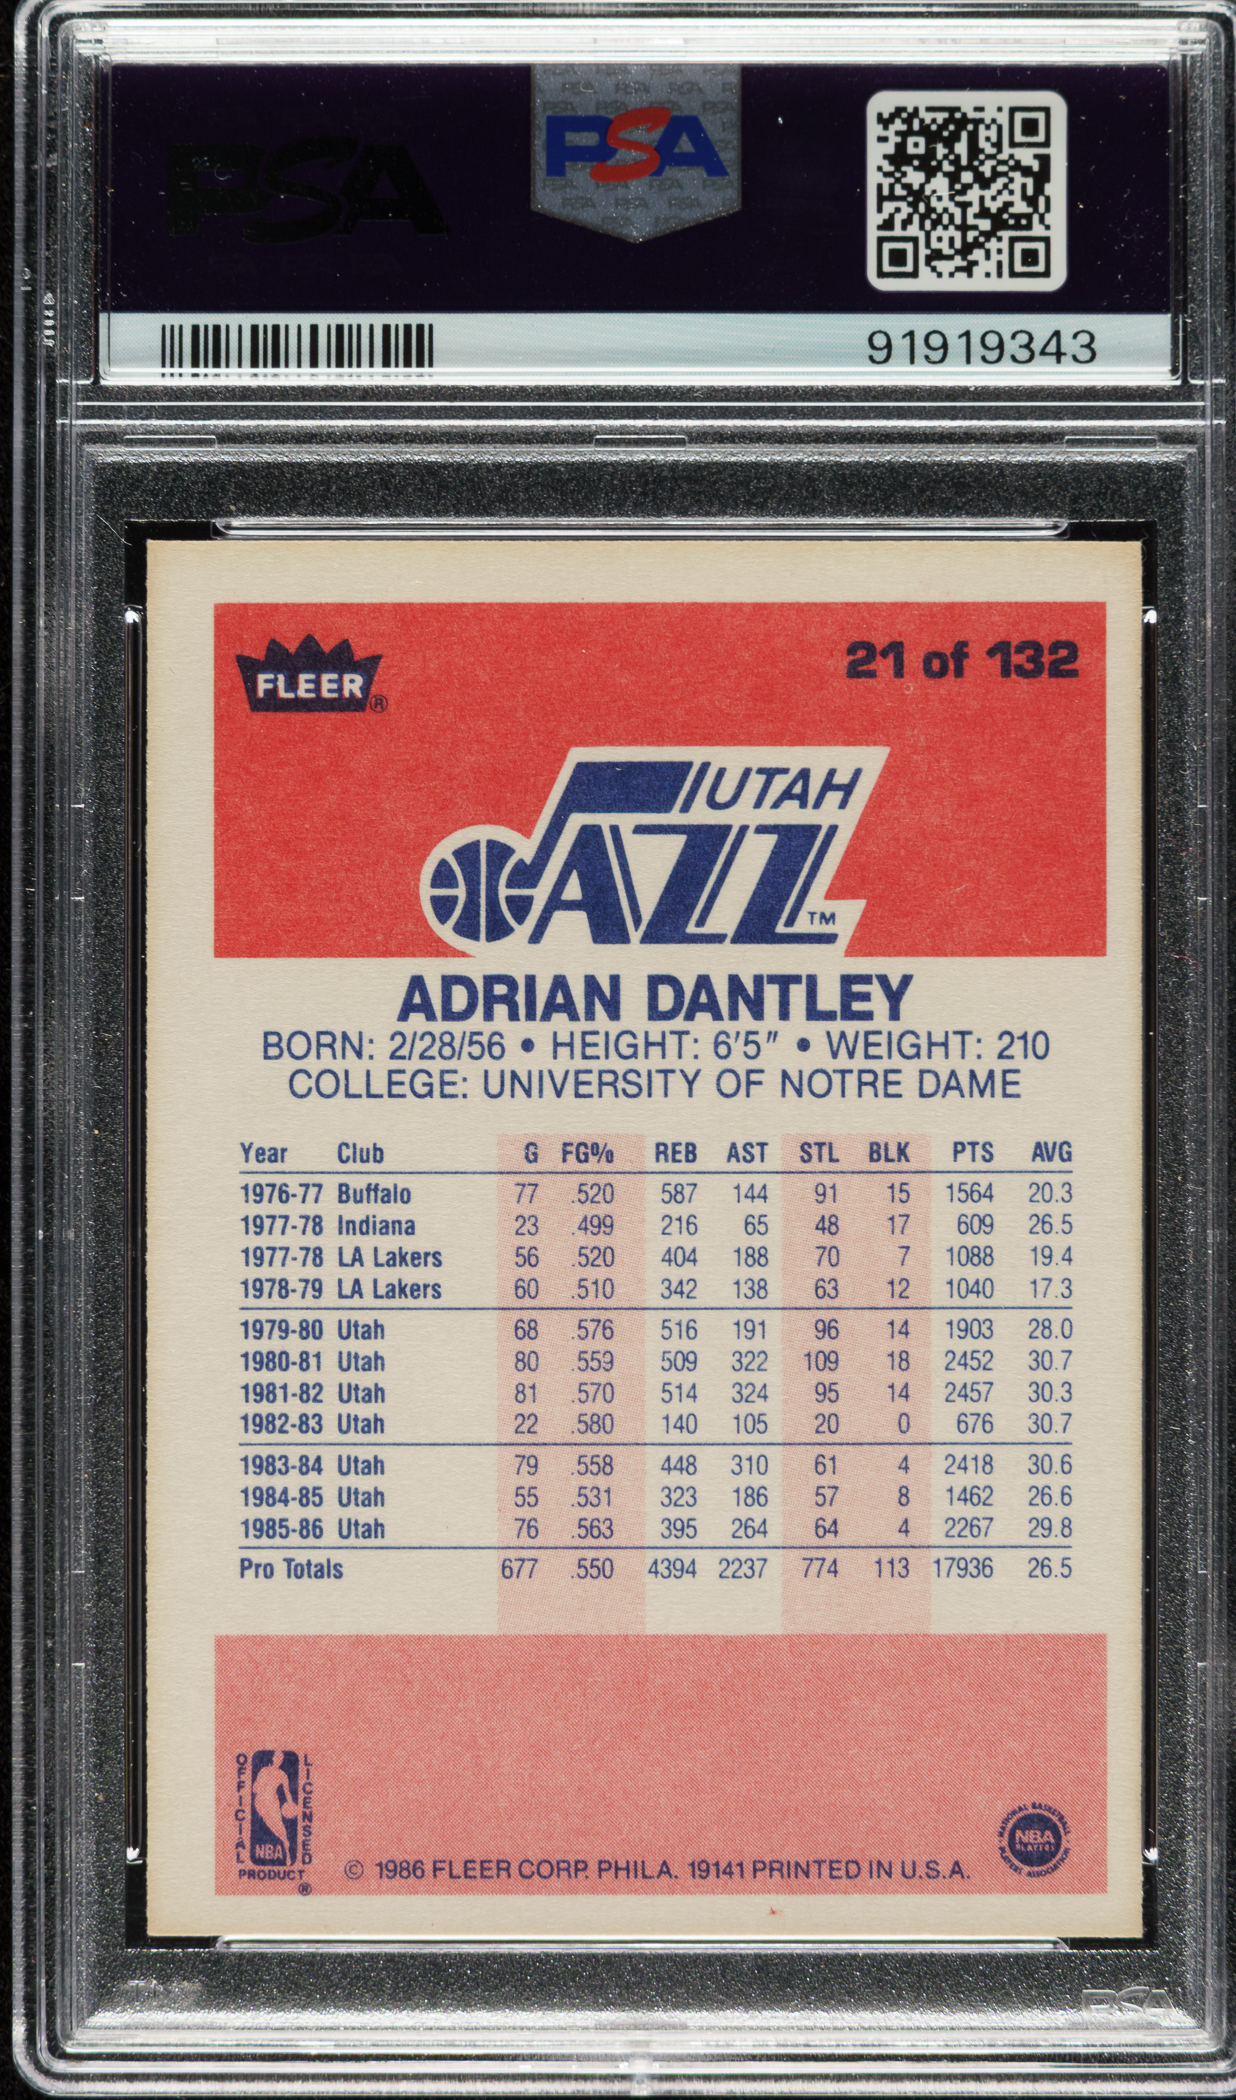 PSA
PSA
91919343
FLEER®
21 of 132
UTAH
JAZZ™
ADRIAN DANTLEY
BORN: 2/28/56 • HEIGHT: 6'5" • WEIGHT: 210
COLLEGE: UNIVERSITY OF NOTRE DAME
Year Club G FG% REB AST STL BLK PTS AVG
1976-77 Buffalo 77 .520 587 144 91 15 1564 20.3
1977-78 Indiana 23 .499 216 65 48 17 609 26.5
1977-78 LA Lakers 56 .520 404 188 70 7 1088 19.4
1978-79 LA Lakers 60 .510 342 138 63 12 1040 17.3
1979-80 Utah 68 .576 516 191 96 14 1903 28.0
1980-81 Utah 80 .559 509 322 109 18 2452 30.7
1981-82 Utah 81 .570 514 324 95 14 2457 30.3
1982-83 Utah 22 .580 140 105 20 0 676 30.7
1983-84 Utah 79 .558 448 310 61 4 2418 30.6
1984-85 Utah 55 .531 323 186 57 8 1462 26.6
1985-86 Utah 76 .563 395 264 64 4 2267 29.8
Pro Totals 677 .550 4394 2237 774 113 17936 26.5
OFFICIAL LICENSED
NBA
PRODUCT®
© 1986 FLEER CORP. PHILA. 19141 PRINTED IN U.S.A.
NATIONAL BASKETBALL
NBA
PLAYERS
PLAYERS ASSOCIATION
PSA